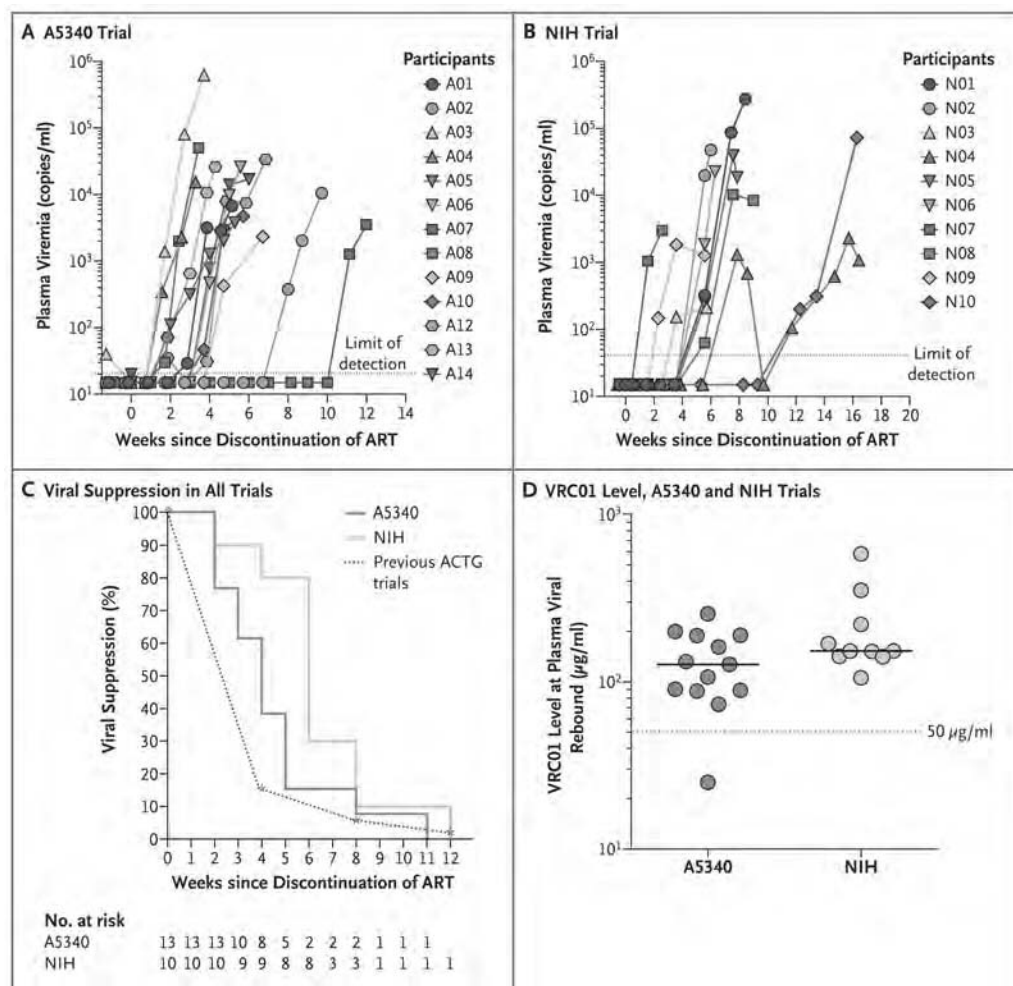 A A5340 Trial
Plasma Viremia (copies/ml)
10⁶
10⁵
10⁴
10³
10²
10¹
Limit of
detection
0 2 4 6 8 10 12 14
Weeks since Discontinuation of ART
Participants
A01
A02
A03
A04
A05
A06
A07
A08
A09
A10
A12
A13
A14
B NIH Trial
Plasma Viremia (copies/ml)
10⁶
10⁵
10⁴
10³
10²
10¹
Limit of
detection
0 2 4 6 8 10 12 14 16 18 20
Weeks since Discontinuation of ART
Participants
N01
N02
N03
N04
N05
N06
N07
N08
N09
N10
C Viral Suppression in All Trials
Viral Suppression (%)
100
90
80
70
60
50
40
30
20
10
0
A5340
NIH
Previous ACTG
trials
0 1 2 3 4 5 6 7 8 9 10 11 12
Weeks since Discontinuation of ART
No. at risk
A5340 13 13 13 10 8 5 2 2 2 1 1 1
NIH 10 10 10 9 9 8 8 3 3 1 1 1 1
D VRC01 Level, A5340 and NIH Trials
VRC01 Level at Plasma Viral
Rebound (µg/ml)
10³
10²
10¹
50 µg/ml
A5340 NIH